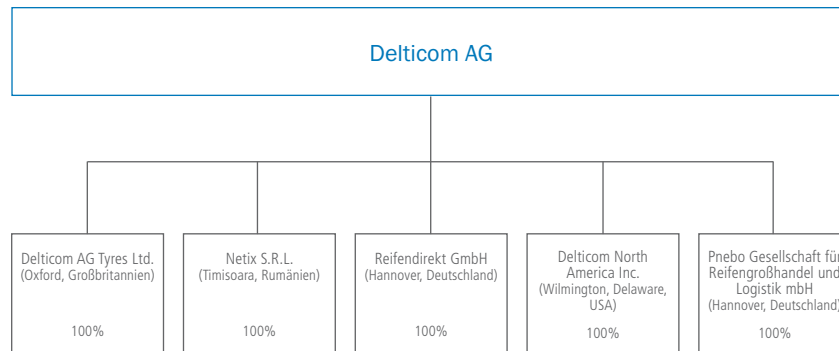 Delticom AG
Delticom AG Tyres Ltd.
(Oxford, Großbritannien)
100%
Netix S.R.L.
(Timisoara, Rumänien)
100%
Reifendirekt GmbH
(Hannover, Deutschland)
100%
Delticom North
America Inc.
(Wilmington, Delaware,
USA)
100%
Pnebo Gesellschaft für
Reifengroßhandel und
Logistik mbH
(Hannover, Deutschland)
100%